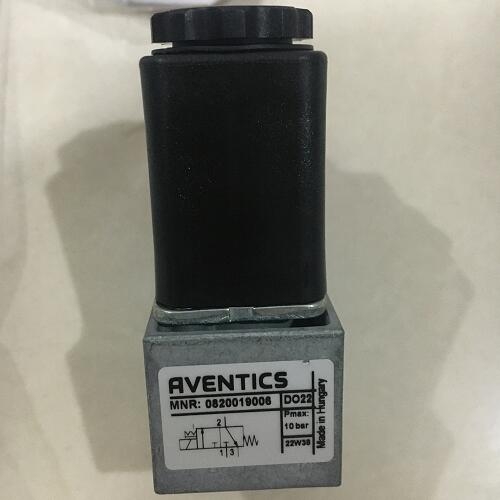 AVENTICS
MNR: 0820019006
DO22
Pmax:
10 bar
22W38
Made in Hungary
2
1 3